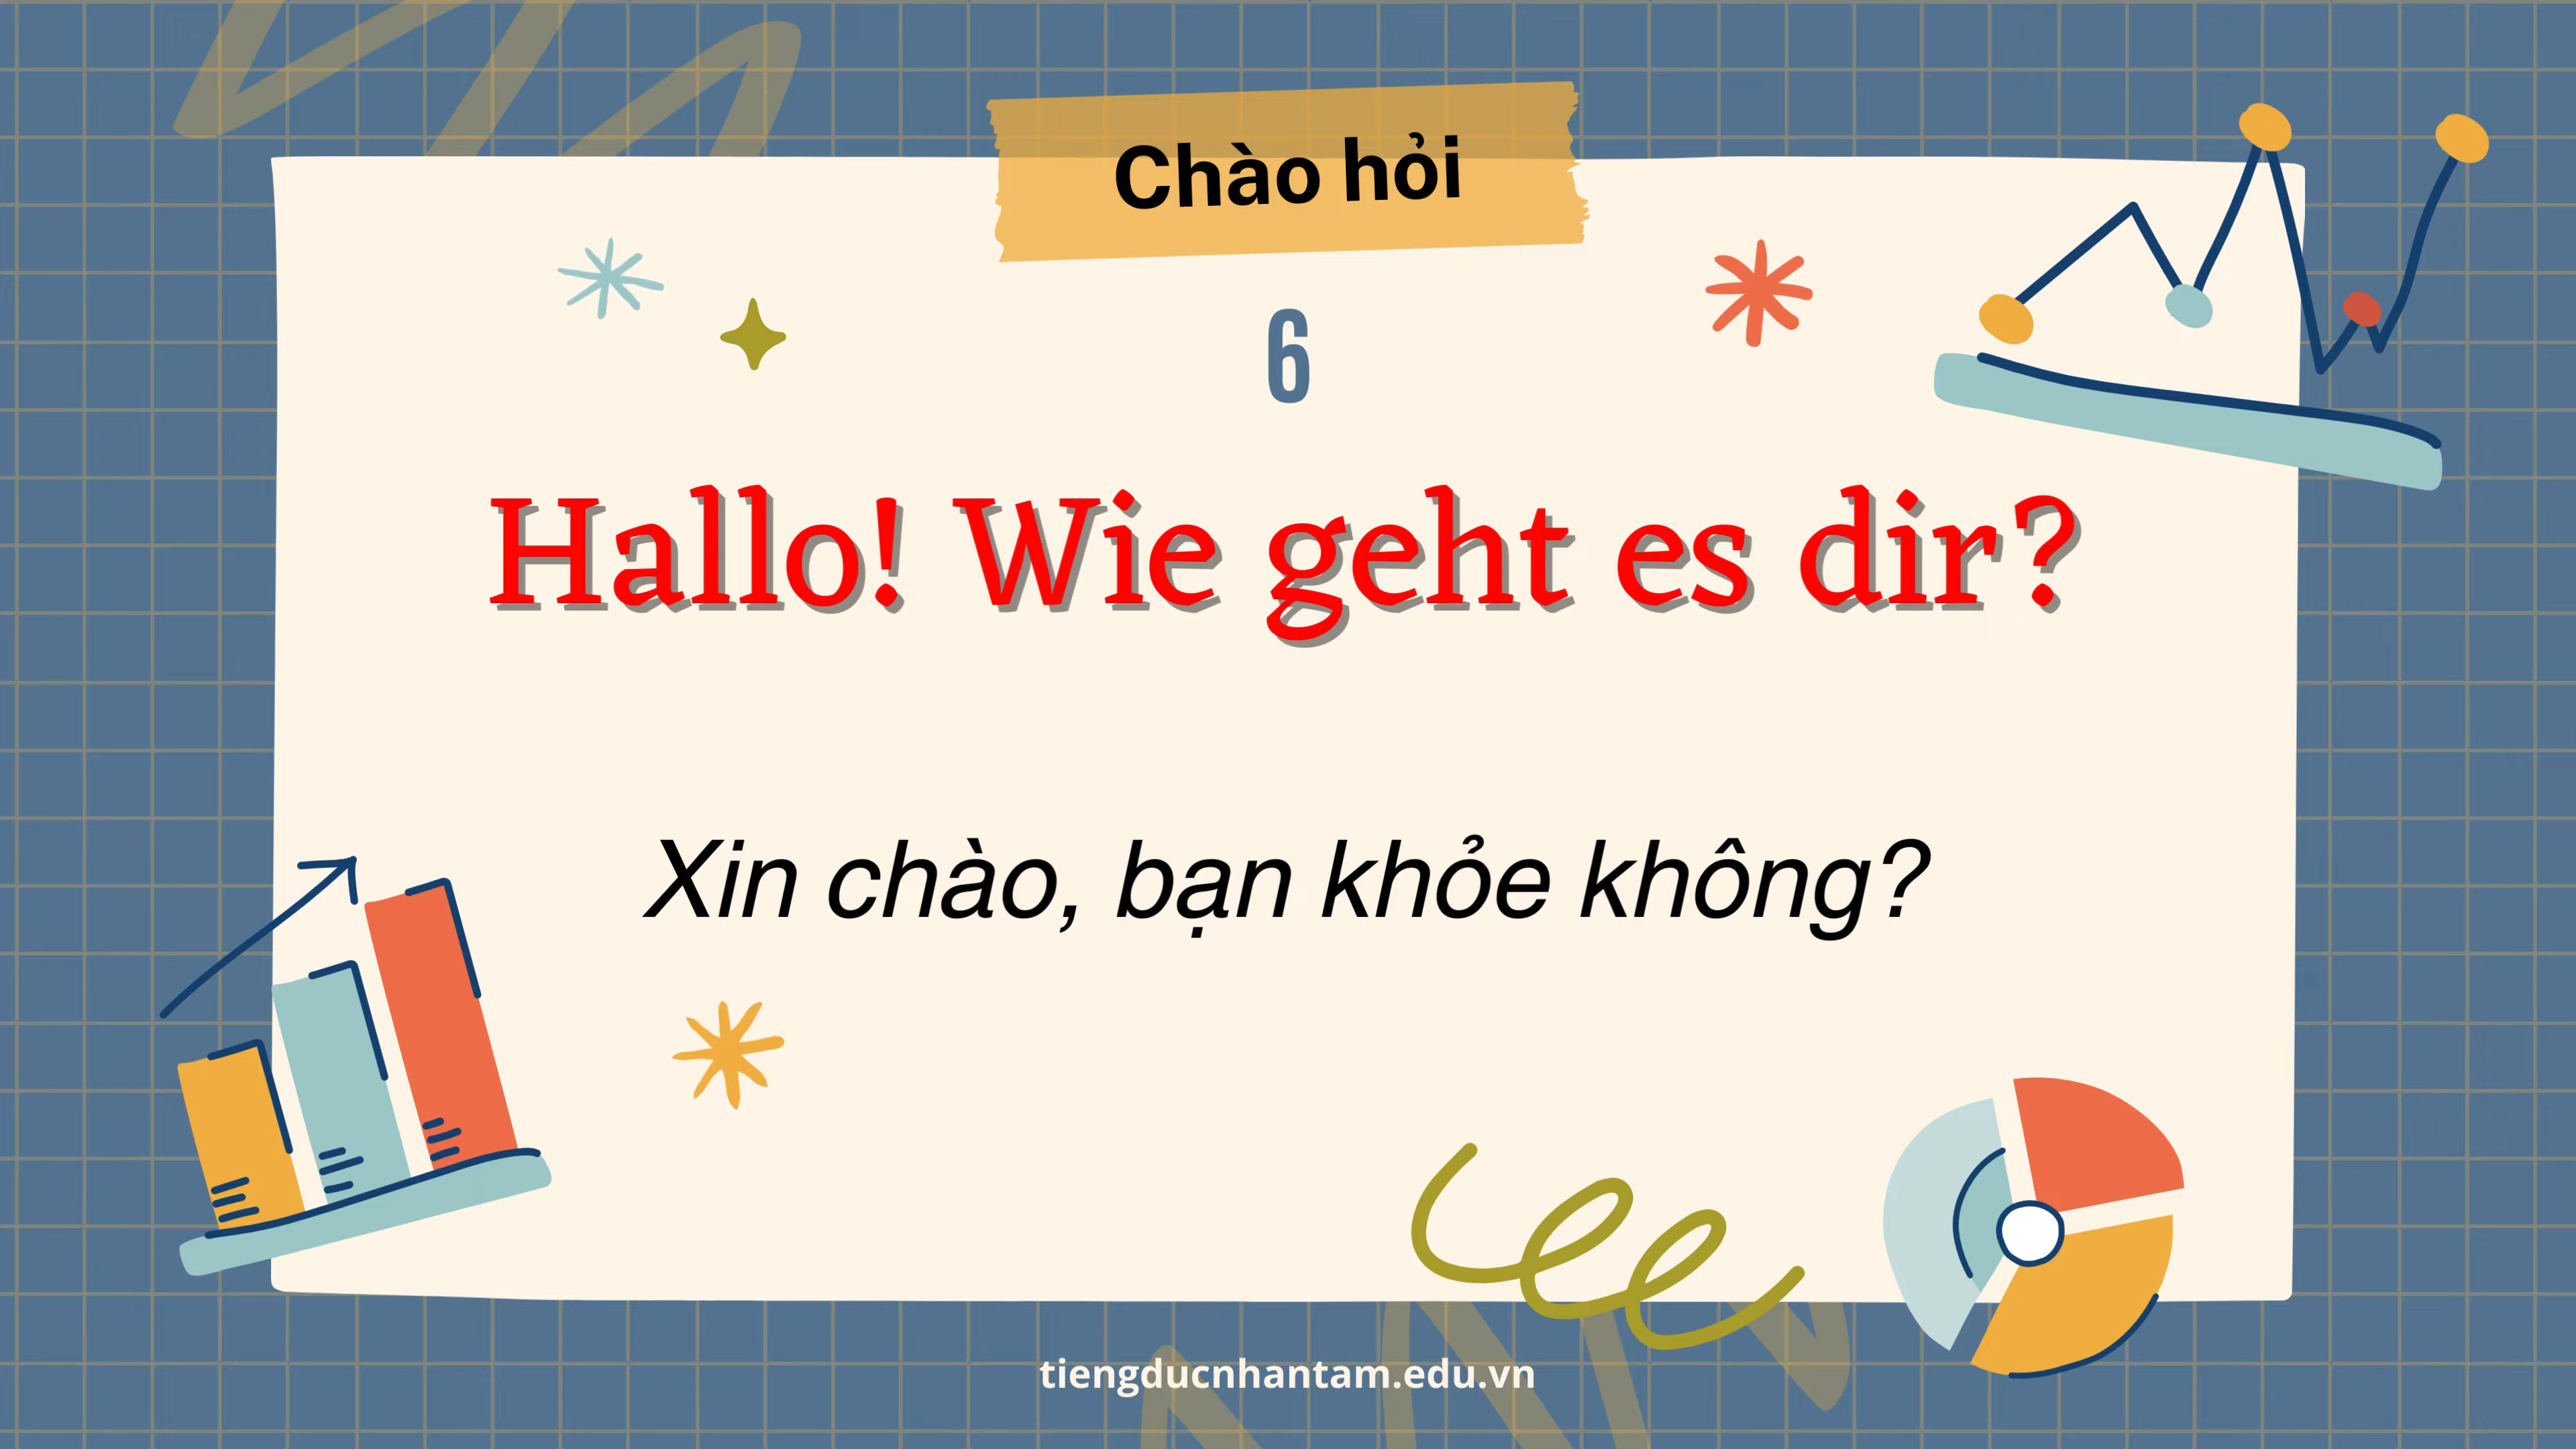 Chào hỏi
6
Hallo! Wie geht es dir?
Xin chào, bạn khỏe không?
tiengducnhantam.edu.vn